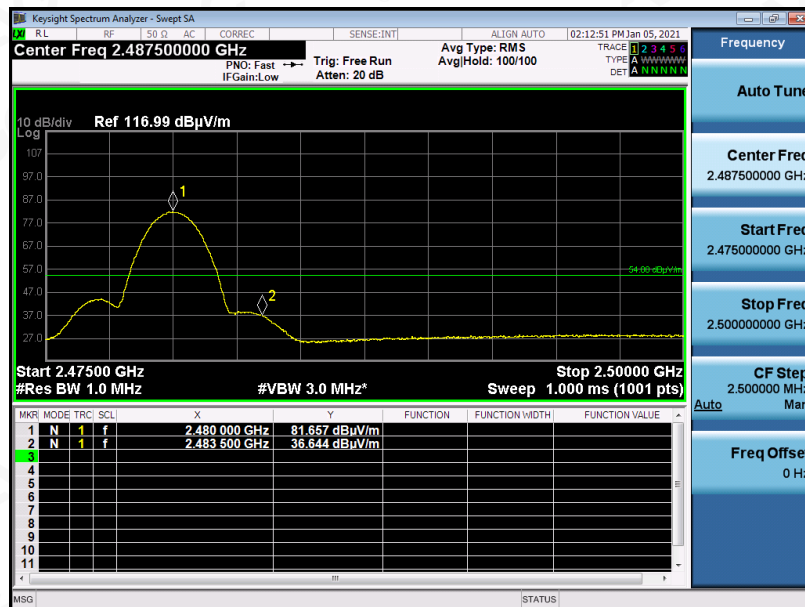 Keysight Spectrum Analyzer - Swept SA
LXI RL RF 50 Ω AC CORREC SENSE:INT ALIGN AUTO 02:12:51 PM Jan 05, 2021
Center Freq 2.487500000 GHz
PNO: Fast
IFGain:Low
Trig: Free Run
Atten: 20 dB
Avg Type: RMS
Avg|Hold: 100/100
TRACE 1 2 3 4 5 6
TYPE A WWWWW
DET A N N N N N
10 dB/div Ref 116.99 dBµV/m
Log
107
97.0
87.0
77.0
67.0
57.0
47.0
37.0
27.0
1
2
54.00 dBµV/m
Start 2.47500 GHz Stop 2.50000 GHz
#Res BW 1.0 MHz #VBW 3.0 MHz* Sweep 1.000 ms (1001 pts)
MKR MODE TRC SCL X Y FUNCTION FUNCTION WIDTH FUNCTION VALUE
1 N 1 f 2.480 000 GHz 81.657 dBµV/m
2 N 1 f 2.483 500 GHz 36.644 dBµV/m
3
4
5
6
7
8
9
10
11
MSG STATUS
Frequency
Auto Tune
Center Freq
2.487500000 GHz
Start Freq
2.475000000 GHz
Stop Freq
2.500000000 GHz
CF Step
2.500000 MHz
Auto Man
Freq Offset
0 Hz